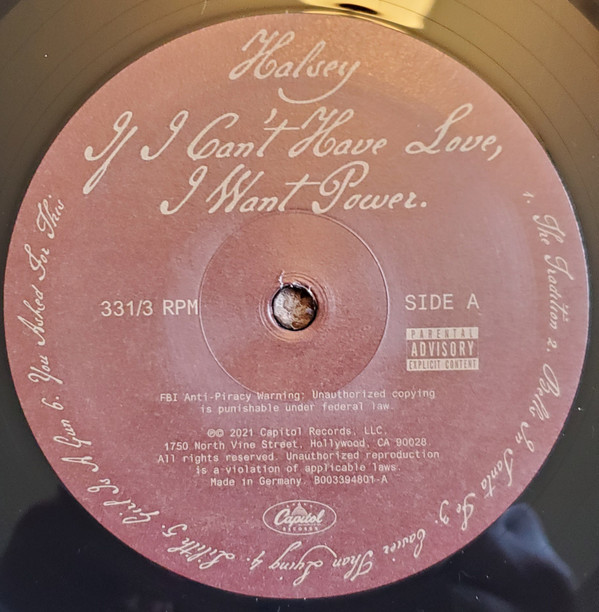 Halsey
If I Can't Have Love,
I Want Power.
331/3 RPM
SIDE A
PARENTAL
ADVISORY
EXPLICIT CONTENT
FBI Anti-Piracy Warning: Unauthorized copying
is punishable under federal law.
℗© 2021 Capitol Records, LLC.
1750 North Vine Street, Hollywood, CA 90028.
All rights reserved. Unauthorized reproduction
is a violation of applicable laws.
Made in Germany. B003394801-A
Capitol
RECORDS
1. The Tradition 2. Bells In Santa Fe 3. Easier Than Lying 4. Lilith 5. Girl Is A Gun 6. You Asked For This